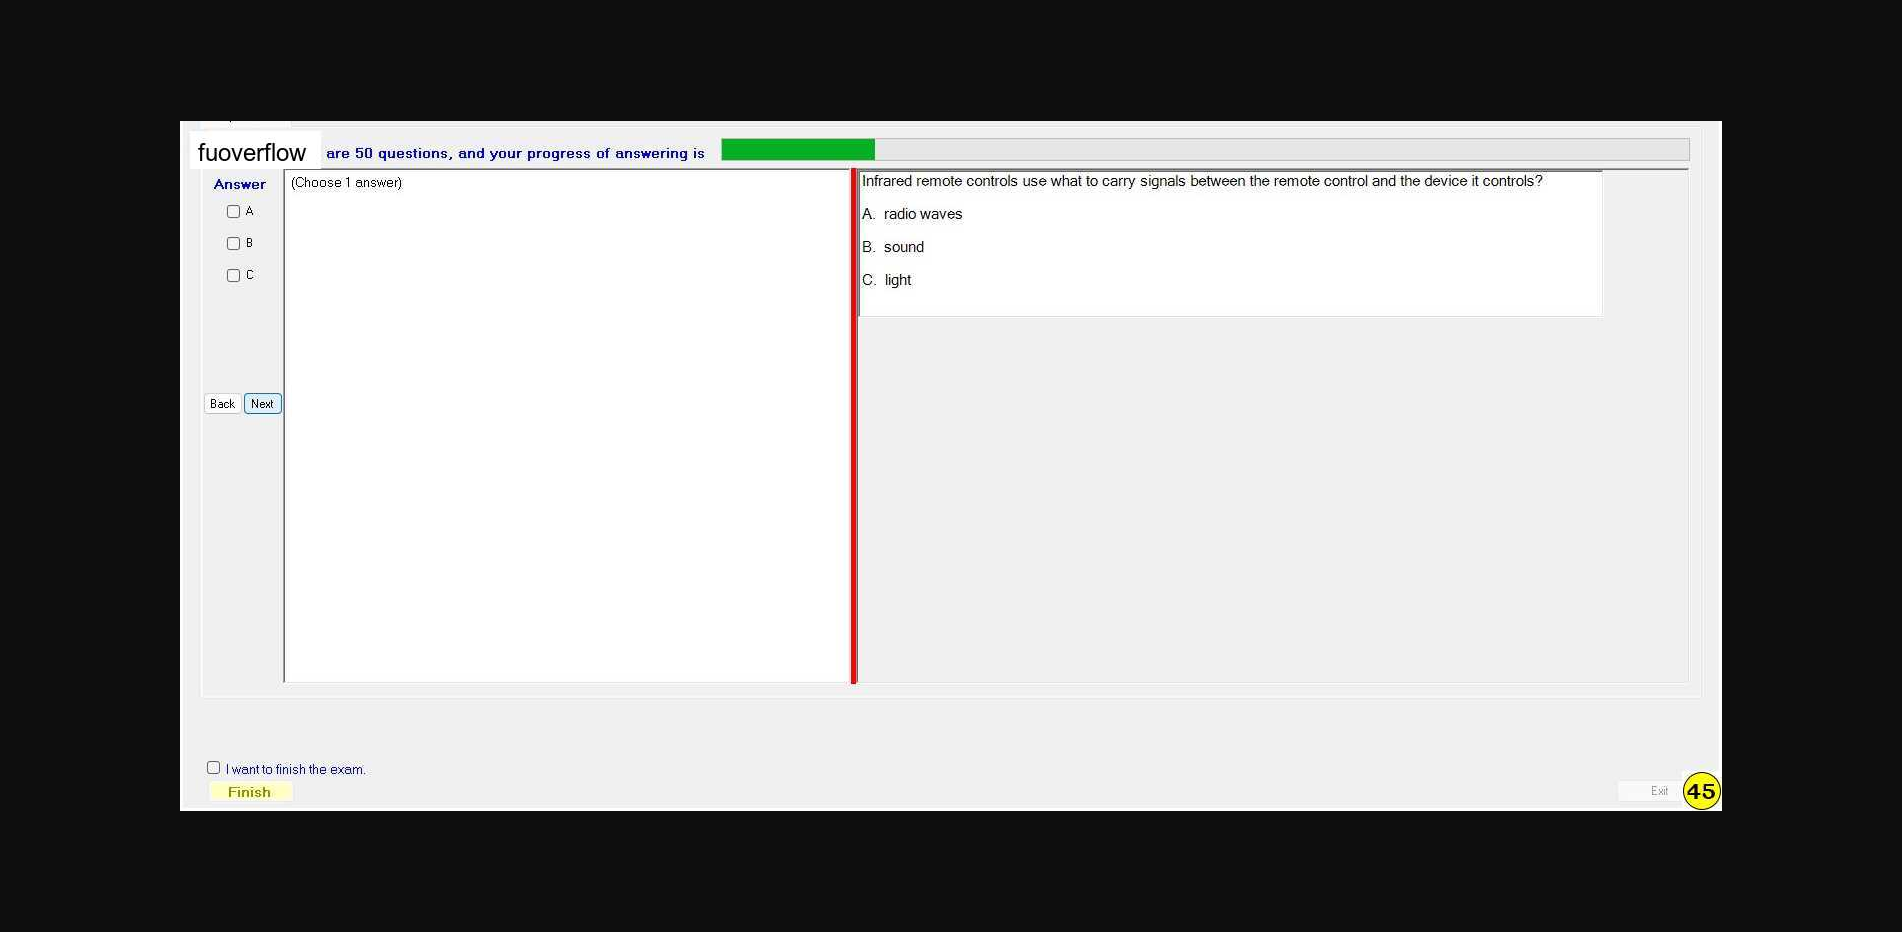 fuoverflow are 50 questions, and your progress of answering is
Answer
A
B
C
Back Next
(Choose 1 answer)
Infrared remote controls use what to carry signals between the remote control and the device it controls?
A. radio waves
B. sound
C. light
I want to finish the exam.
Finish
Exit
45